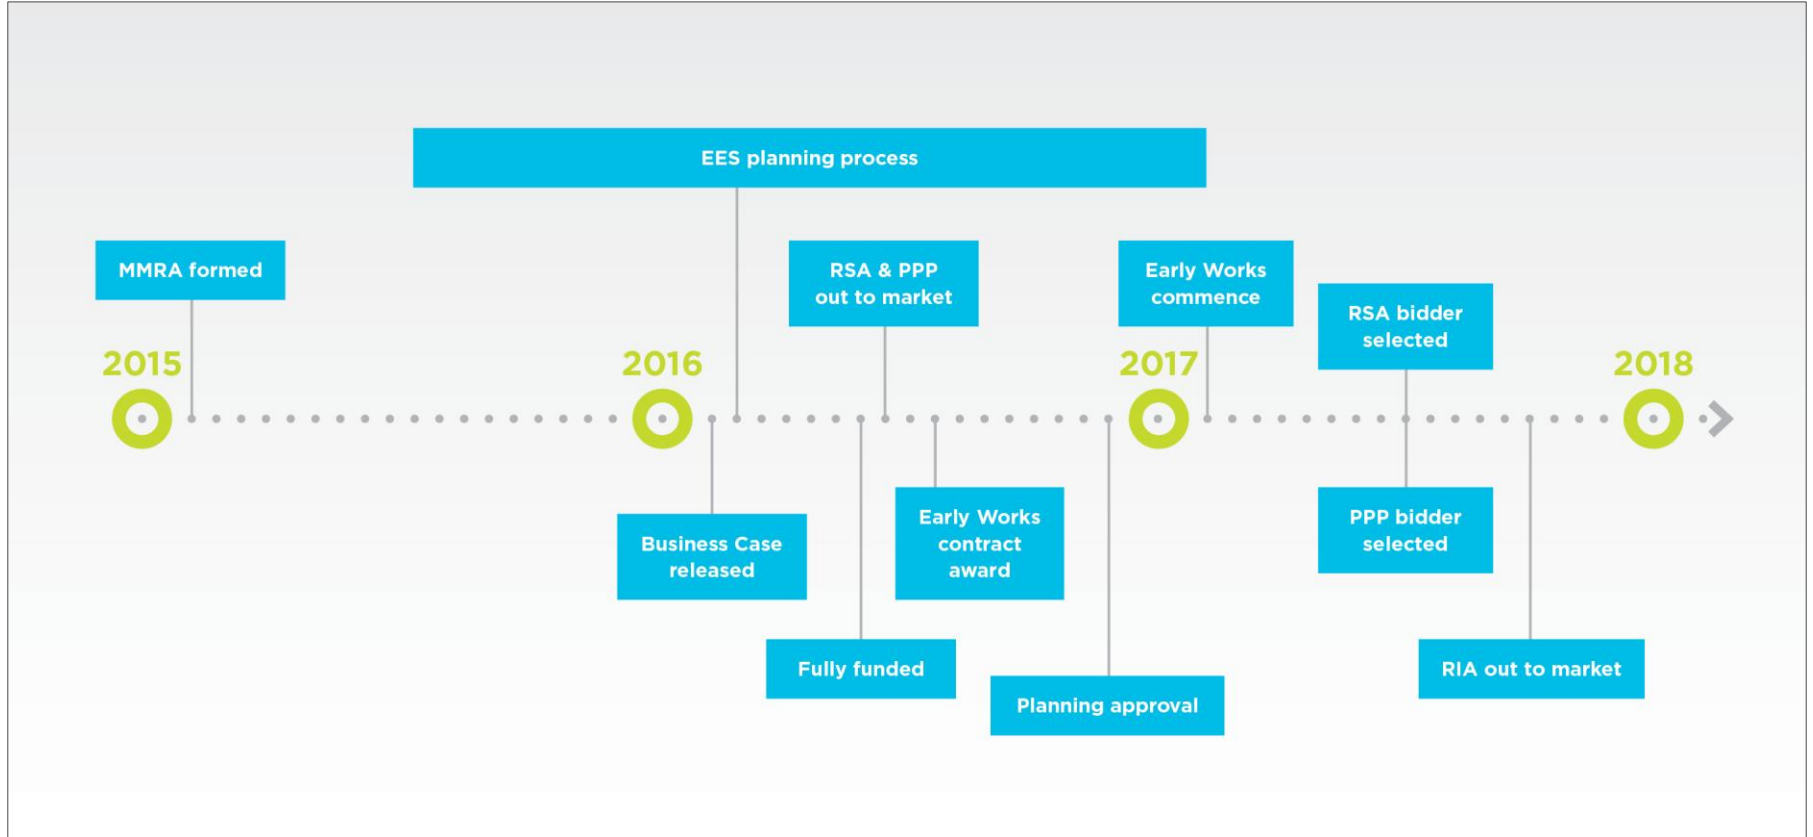 EES planning process
MMRA formed
RSA & PPP
out to market
Early Works
commence
RSA bidder
selected
2015
2016
2017
2018
Business Case
released
Early Works
contract
award
PPP bidder
selected
Fully funded
Planning approval
RIA out to market